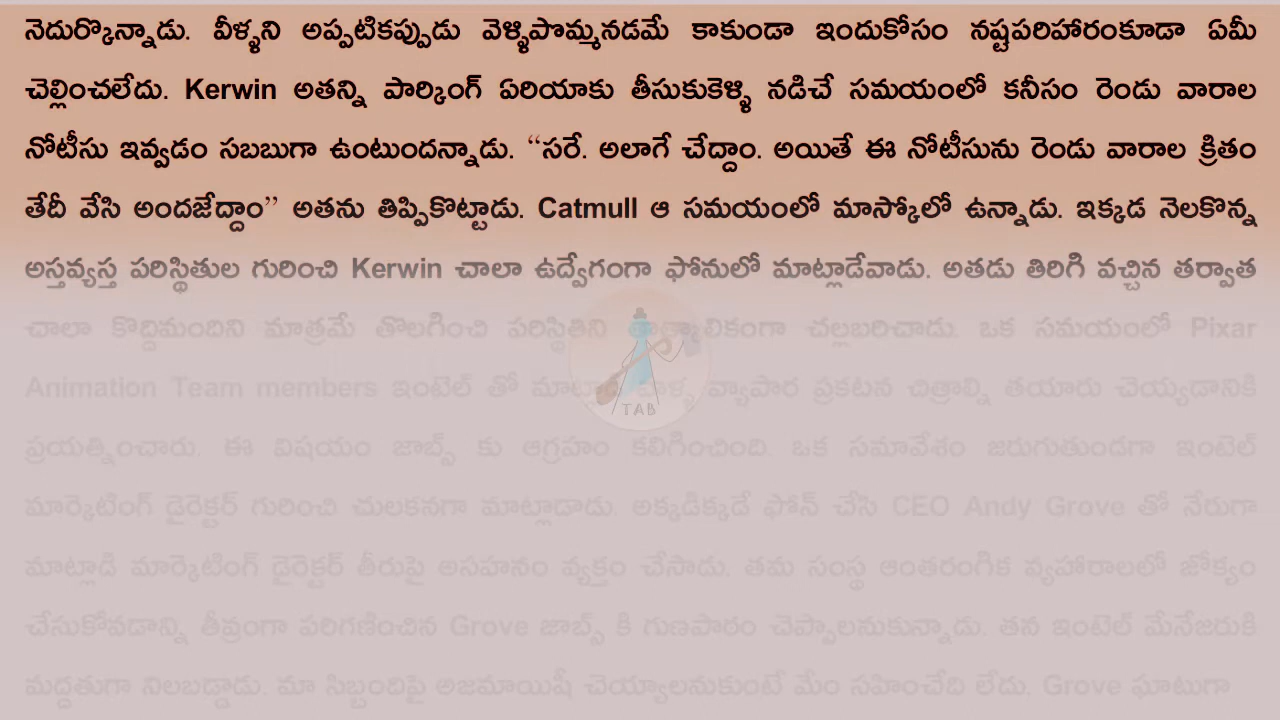 నెదుర్కొన్నాడు. వీళ్ళని అప్పటికప్పుడు వెళ్ళిపొమ్మనడమే కాకుండా ఇందుకోసం నష్టపరిహారంకూడా ఏమీ
చెల్లించలేదు. Kerwin అతన్ని పార్కింగ్ ఏరియాకు తీసుకుకెళ్ళి నడిచే సమయంలో కనీసం రెండు వారాల
నోటీసు ఇవ్వడం సబబుగా ఉంటుందన్నాడు. “సరే. అలాగే చేద్దాం. అయితే ఈ నోటీసును రెండు వారాల క్రితం
తేదీ వేసి అందజేద్దాం” అతను తిప్పికొట్టాడు. Catmull ఆ సమయంలో మాస్కోలో ఉన్నాడు. ఇక్కడ నెలకొన్న
అస్తవ్యస్త పరిస్థితుల గురించి Kerwin చాలా ఉద్వేగంగా ఫోనులో మాట్లాడేవాడు. అతడు తిరిగి వచ్చిన తర్వాత
చాలా కొద్దిమందిని మాత్రమే తొలగించి పరిస్థితిని తాత్కాలికంగా చల్లబరిచాడు. ఒక సమయంలో Pixar
Animation Team members ఇంటెల్ తో మాట్లాడి వాళ్ళ వ్యాపార ప్రకటన చిత్రాల్ని తయారు చెయ్యడానికి
ప్రయత్నించారు. ఈ విషయం జాబ్స్ కు ఆగ్రహం కలిగించింది. ఒక సమావేశం జరుగుతుండగా ఇంటెల్
మార్కెటింగ్ డైరెక్టర్ గురించి చులకనగా మాట్లాడాడు. అక్కడిక్కడే ఫోన్ చేసి CEO Andy Grove తో నేరుగా
మాట్లాడి మార్కెటింగ్ డైరెక్టర్ తీరుపై అసహనం వ్యక్తం చేసాడు. తమ సంస్థ ఆంతరంగిక వ్యహారాలలో జోక్యం
చేసుకోవడాన్ని తీవ్రంగా పరిగణించిన Grove జాబ్స్ కి గుణపాఠం చెప్పాలనుకున్నాడు. తన ఇంటెల్ మేనేజరుకి
మద్దతుగా నిలబడ్డాడు. మా సిబ్బందిపై అజమాయిషీ చెయ్యాలనుకుంటే మేం సహించేది లేదు. Grove ఘాటుగా
TAB